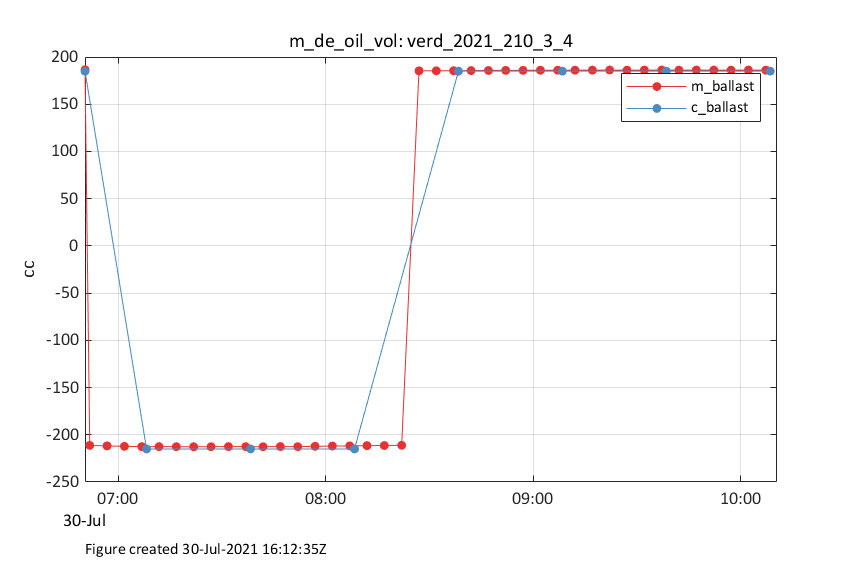 m_de_oil_vol: verd_2021_210_3_4
200
150
100
50
0
-50
-100
-150
-200
-250
cc
m_ballast
c_ballast
07:00 08:00 09:00 10:00
30-Jul
Figure created 30-Jul-2021 16:12:35Z